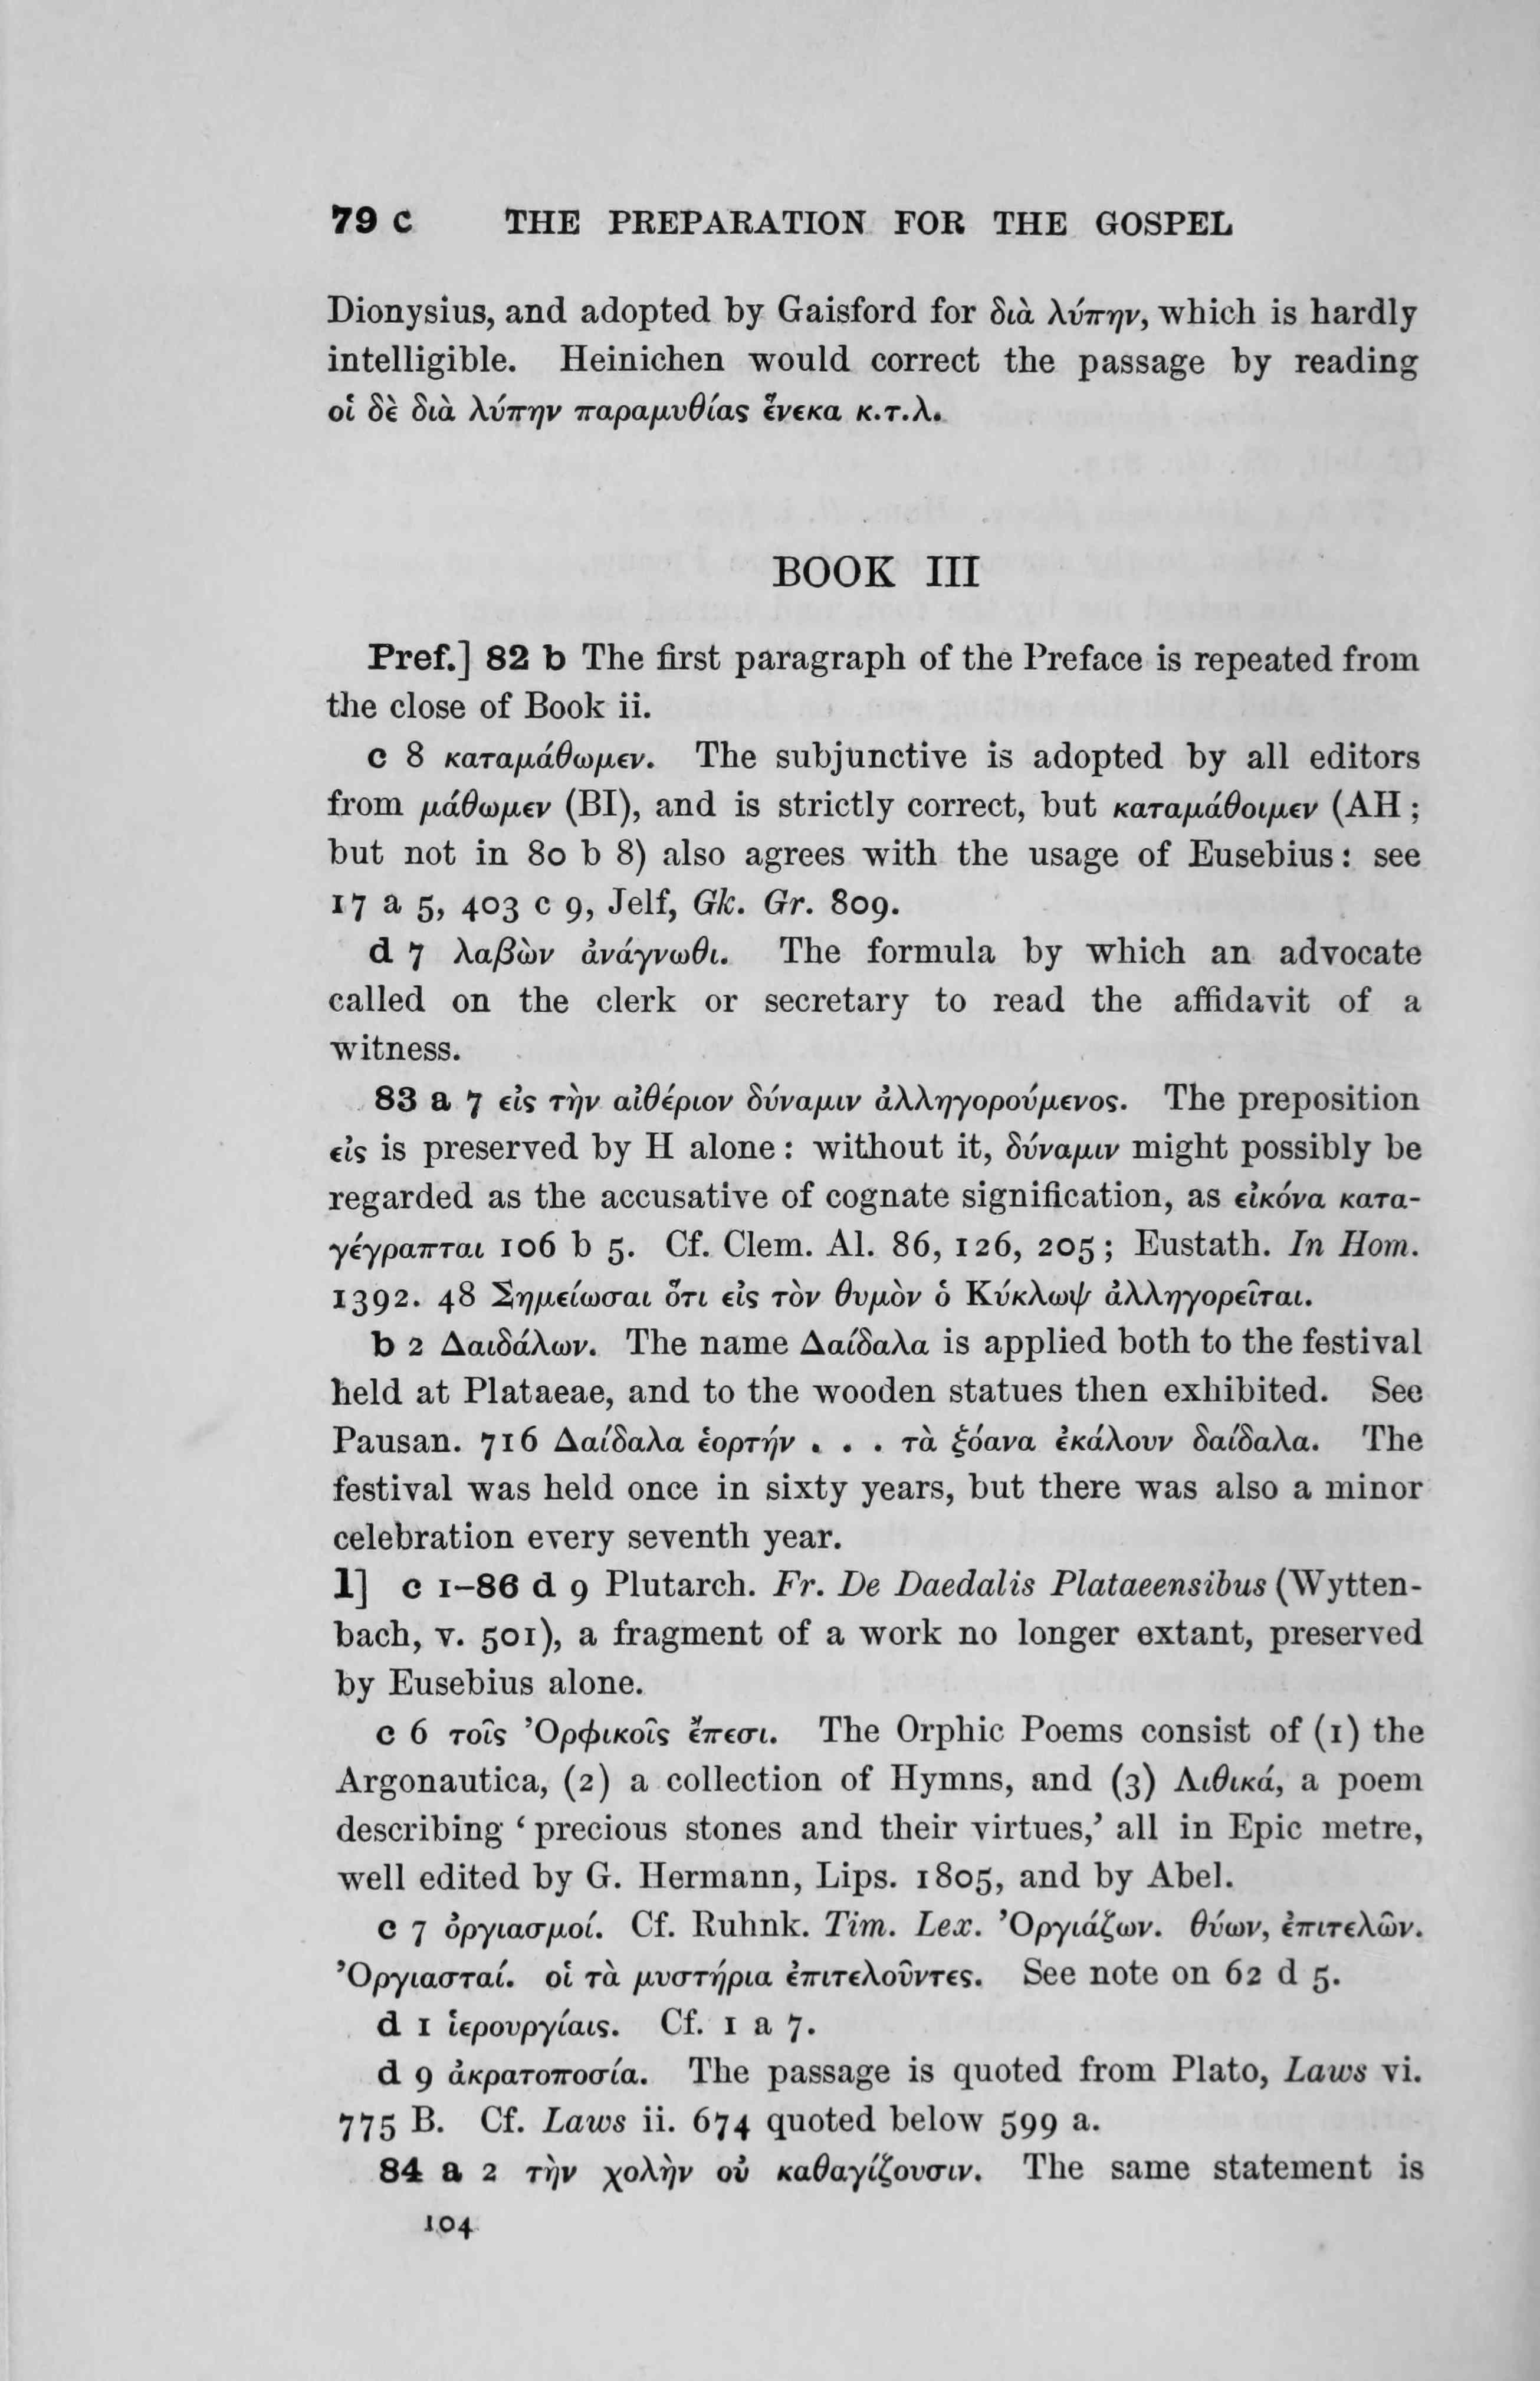 79 c THE PREPARATION FOR THE GOSPEL
Dionysius, and adopted by Gaisford for διὰ λύπην, which is hardly
intelligible. Heinichen would correct the passage by reading
οἱ δὲ διὰ λύπην παραμυθίας ἕνεκα κ.τ.λ.
BOOK III
Pref.] 82 b The first paragraph of the Preface is repeated from
the close of Book ii.
c 8 καταμάθωμεν. The subjunctive is adopted by all editors
from μάθωμεν (BI), and is strictly correct, but καταμάθοιμεν (AH ;
but not in 80 b 8) also agrees with the usage of Eusebius: see
17 a 5, 403 c 9, Jelf, Gk. Gr. 809.
d 7 λαβὼν ἀνάγνωθι. The formula by which an advocate
called on the clerk or secretary to read the affidavit of a
witness.
83 a 7 εἰς τὴν αἰθέριον δύναμιν ἀλληγορούμενος. The preposition
εἰς is preserved by H alone : without it, δύναμιν might possibly be
regarded as the accusative of cognate signification, as εἰκόνα κατα-
γέγραπται 106 b 5. Cf. Clem. Al. 86, 126, 205 ; Eustath. In Hom.
1392. 48 Σημείωσαι ὅτι εἰς τὸν θυμὸν ὁ Κύκλωψ ἀλληγορεῖται.
b 2 Δαιδάλων. The name Δαίδαλα is applied both to the festival
held at Plataeae, and to the wooden statues then exhibited. See
Pausan. 716 Δαίδαλα ἑορτήν . . . τὰ ξόανα ἐκάλουν δαίδαλα. The
festival was held once in sixty years, but there was also a minor
celebration every seventh year.
1] c 1–86 d 9 Plutarch. Fr. De Daedalis Plataeensibus (Wytten-
bach, v. 501), a fragment of a work no longer extant, preserved
by Eusebius alone.
c 6 τοῖς Ὀρφικοῖς ἔπεσι. The Orphic Poems consist of (1) the
Argonautica, (2) a collection of Hymns, and (3) Λιθικά, a poem
describing ‘ precious stones and their virtues,’ all in Epic metre,
well edited by G. Hermann, Lips. 1805, and by Abel.
c 7 ὀργιασμοί. Cf. Ruhnk. Tim. Lex. Ὀργιάζων. θύων, ἐπιτελῶν.
Ὀργιασταί. οἱ τὰ μυστήρια ἐπιτελοῦντες. See note on 62 d 5.
d 1 ἱερουργίαις. Cf. 1 a 7.
d 9 ἀκρατοποσία. The passage is quoted from Plato, Laws vi.
775 B. Cf. Laws ii. 674 quoted below 599 a.
84 a 2 τὴν χολὴν οὐ καθαγίζουσιν. The same statement is
104